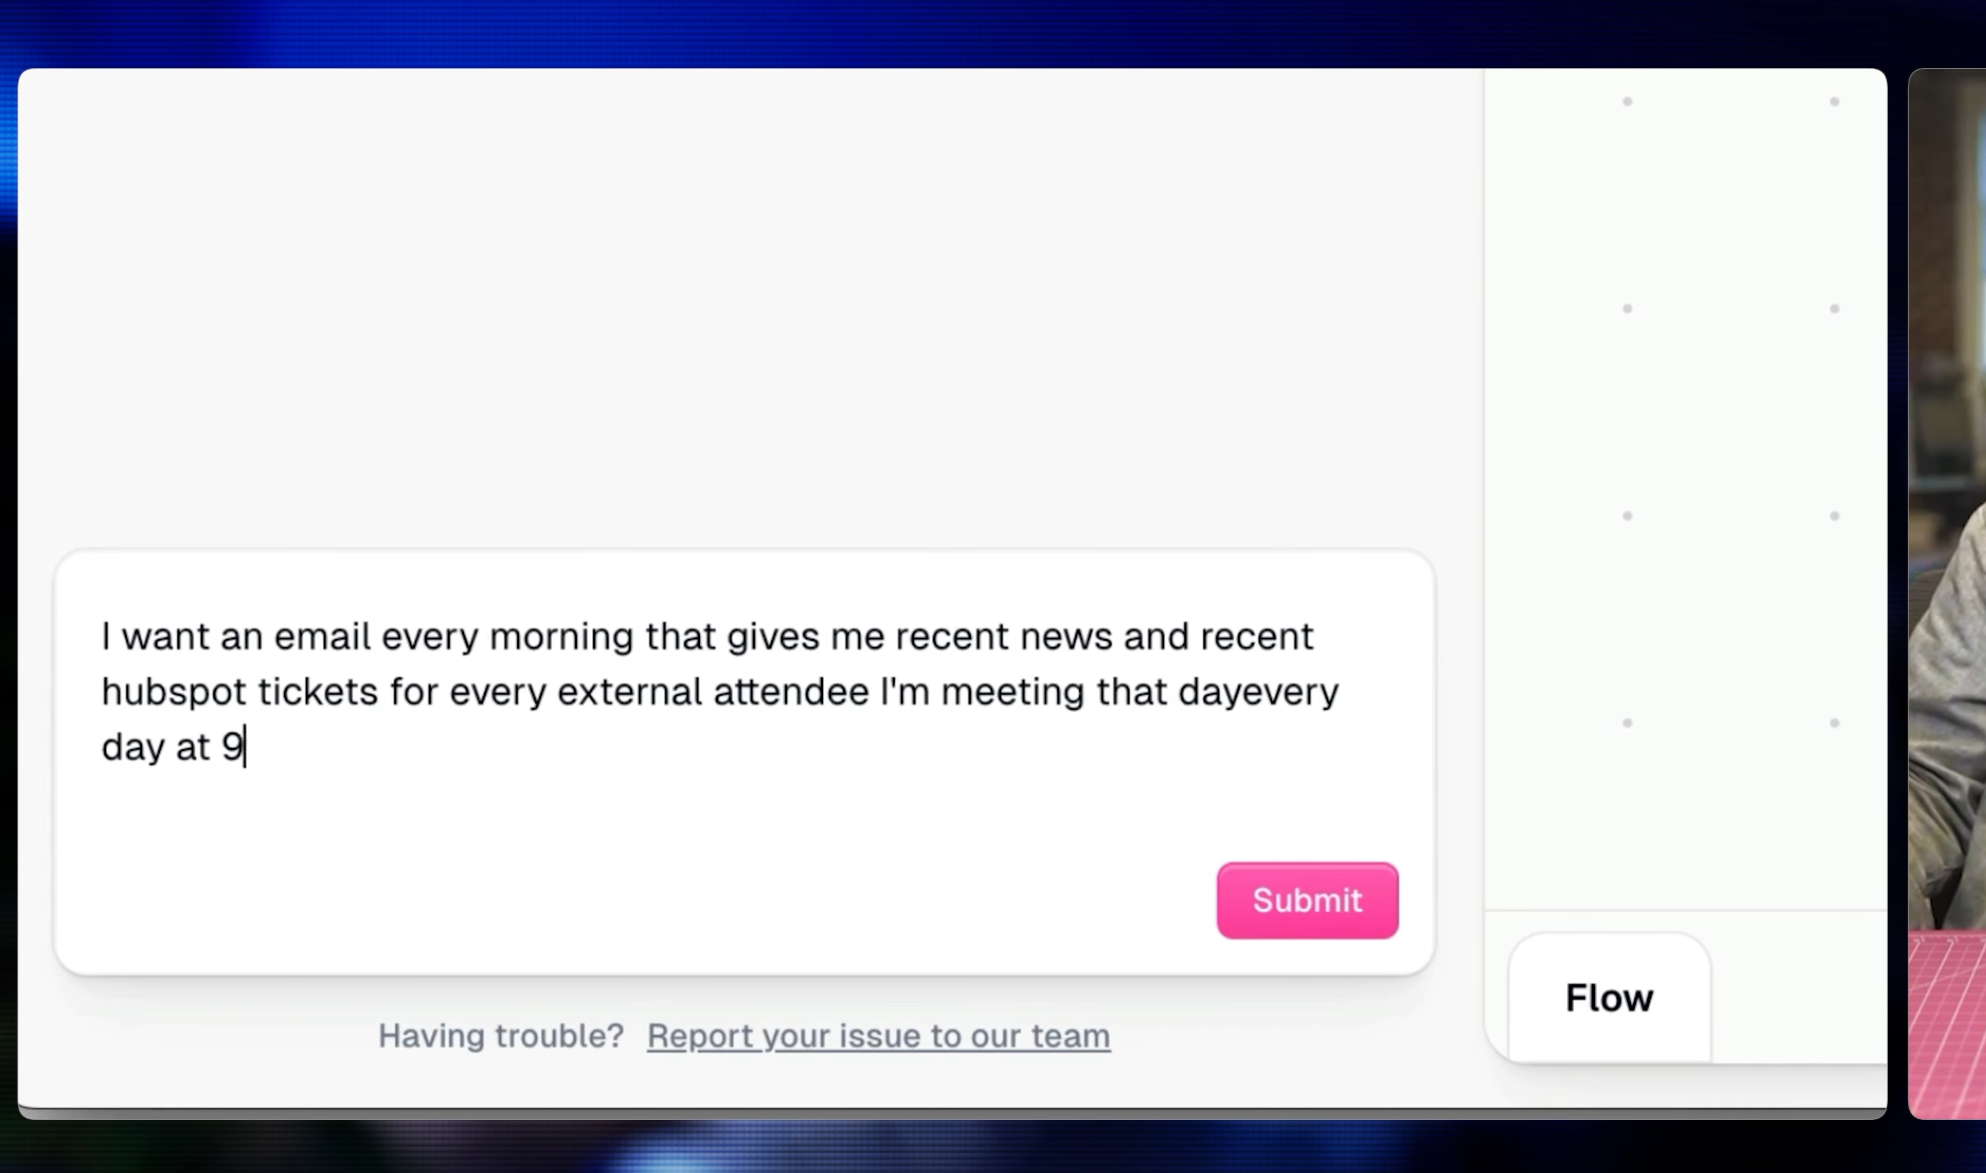 I want an email every morning that gives me recent news and recent
hubspot tickets for every external attendee I'm meeting that dayevery
day at 9
Submit
Having trouble? Report your issue to our team
Flow